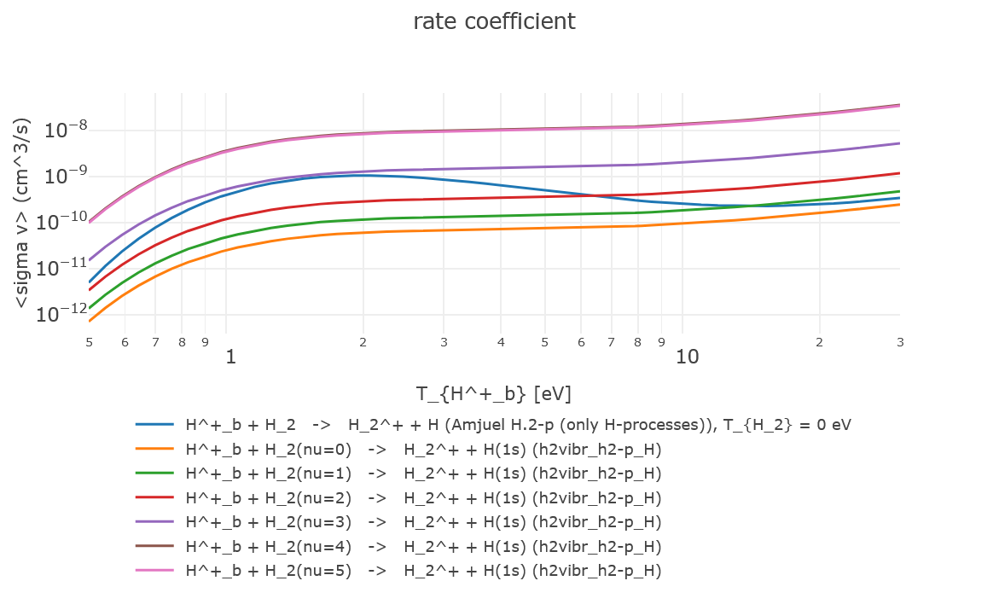 rate coefficient
<sigma v> (cm^3/s)
10−8
10−9
10−10
10−11
10−12
5 6 7 8 9 2 3 4 5 6 7 8 9 2 3
1 10
T_{H^+_b} [eV]
H^+_b + H_2 -> H_2^+ + H (Amjuel H.2-p (only H-processes)), T_{H_2} = 0 eV
H^+_b + H_2(nu=0) -> H_2^+ + H(1s) (h2vibr_h2-p_H)
H^+_b + H_2(nu=1) -> H_2^+ + H(1s) (h2vibr_h2-p_H)
H^+_b + H_2(nu=2) -> H_2^+ + H(1s) (h2vibr_h2-p_H)
H^+_b + H_2(nu=3) -> H_2^+ + H(1s) (h2vibr_h2-p_H)
H^+_b + H_2(nu=4) -> H_2^+ + H(1s) (h2vibr_h2-p_H)
H^+_b + H_2(nu=5) -> H_2^+ + H(1s) (h2vibr_h2-p_H)